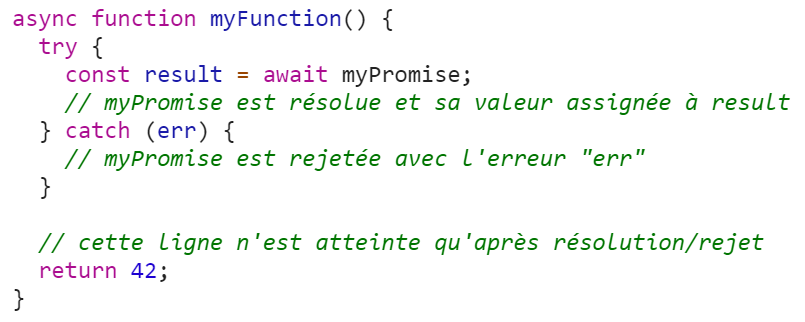 async function myFunction() {
  try {
    const result = await myPromise;
    // myPromise est résolue et sa valeur assignée à result
  } catch (err) {
    // myPromise est rejetée avec l'erreur "err"
  }

  // cette ligne n'est atteinte qu'après résolution/rejet
  return 42;
}